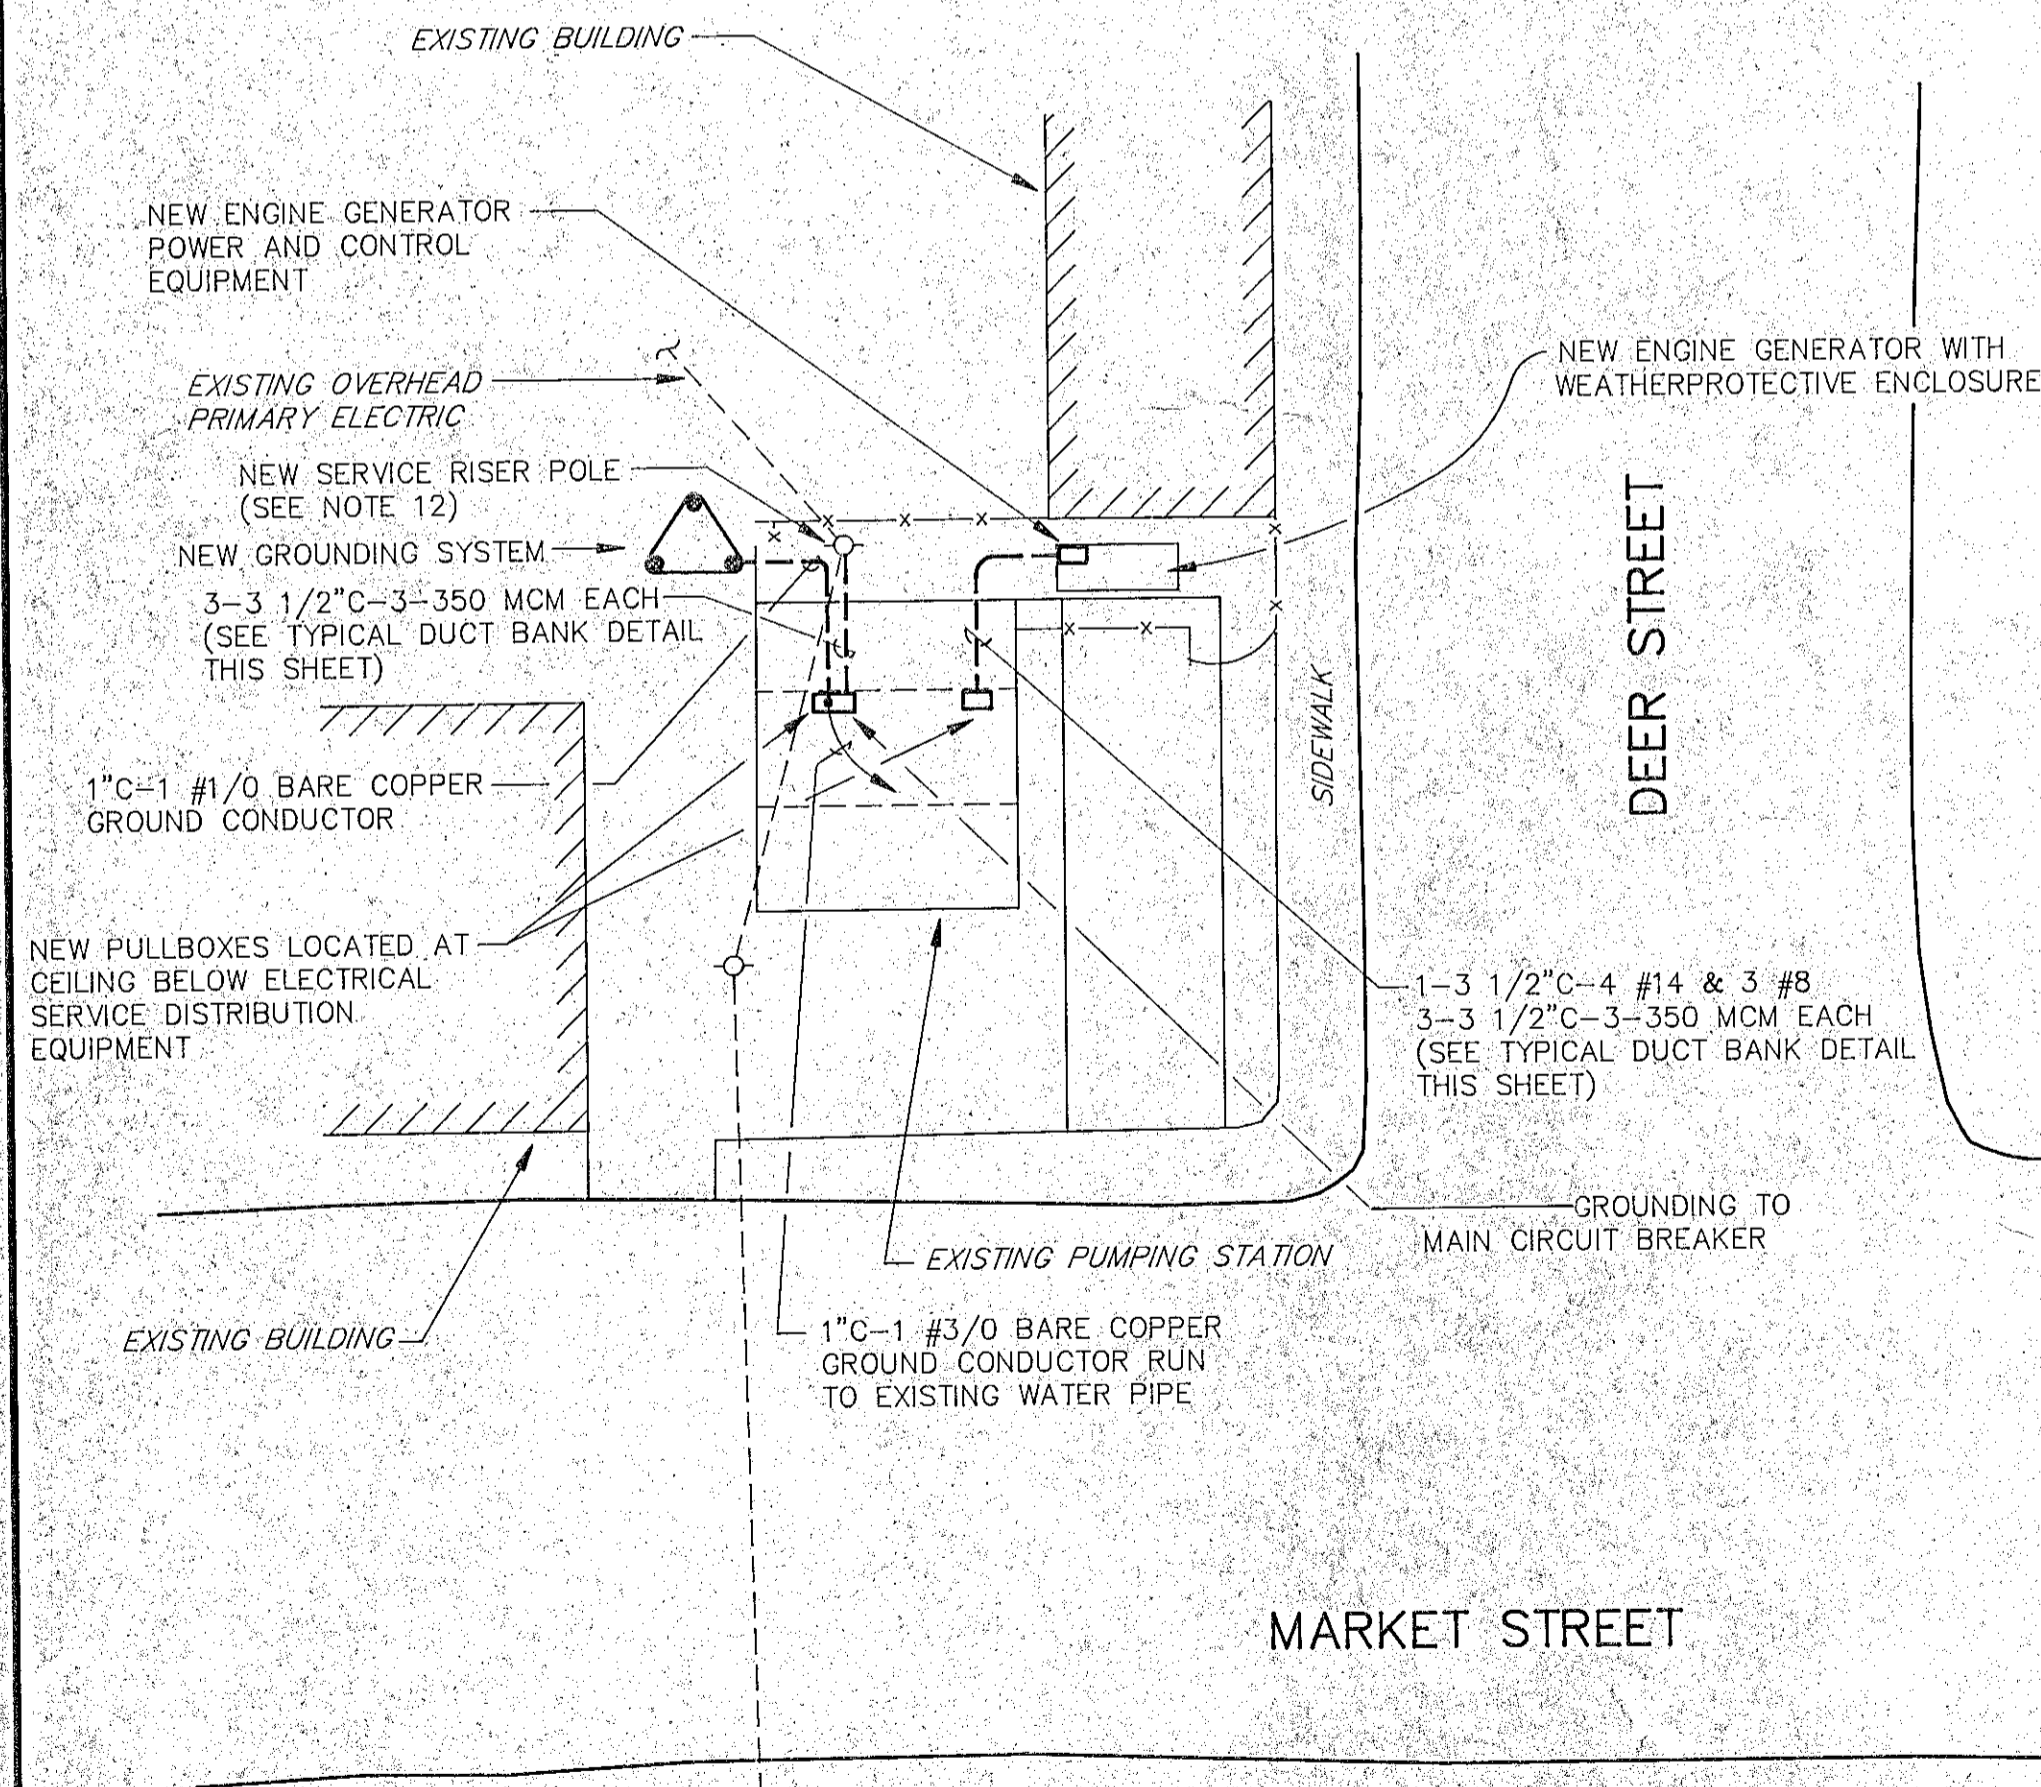 EXISTING BUILDING
NEW ENGINE GENERATOR
POWER AND CONTROL
EQUIPMENT
EXISTING OVERHEAD
PRIMARY ELECTRIC
NEW ENGINE GENERATOR WITH
WEATHERPROTECTIVE ENCLOSURE
NEW SERVICE RISER POLE
(SEE NOTE 12)
NEW GROUNDING SYSTEM
3-3 1/2"C-3-350 MCM EACH
(SEE TYPICAL DUCT BANK DETAIL
THIS SHEET)
DEER STREET
SIDEWALK
1"C-1 #1/0 BARE COPPER
GROUND CONDUCTOR
NEW PULLBOXES LOCATED AT
CEILING BELOW ELECTRICAL
SERVICE DISTRIBUTION
EQUIPMENT
1-3 1/2"C-4 #14 & 3 #8
3-3 1/2"C-3-350 MCM EACH
(SEE TYPICAL DUCT BANK DETAIL
THIS SHEET)
GROUNDING TO
MAIN CIRCUIT BREAKER
EXISTING PUMPING STATION
EXISTING BUILDING
1"C-1 #3/0 BARE COPPER
GROUND CONDUCTOR RUN
TO EXISTING WATER PIPE
MARKET STREET